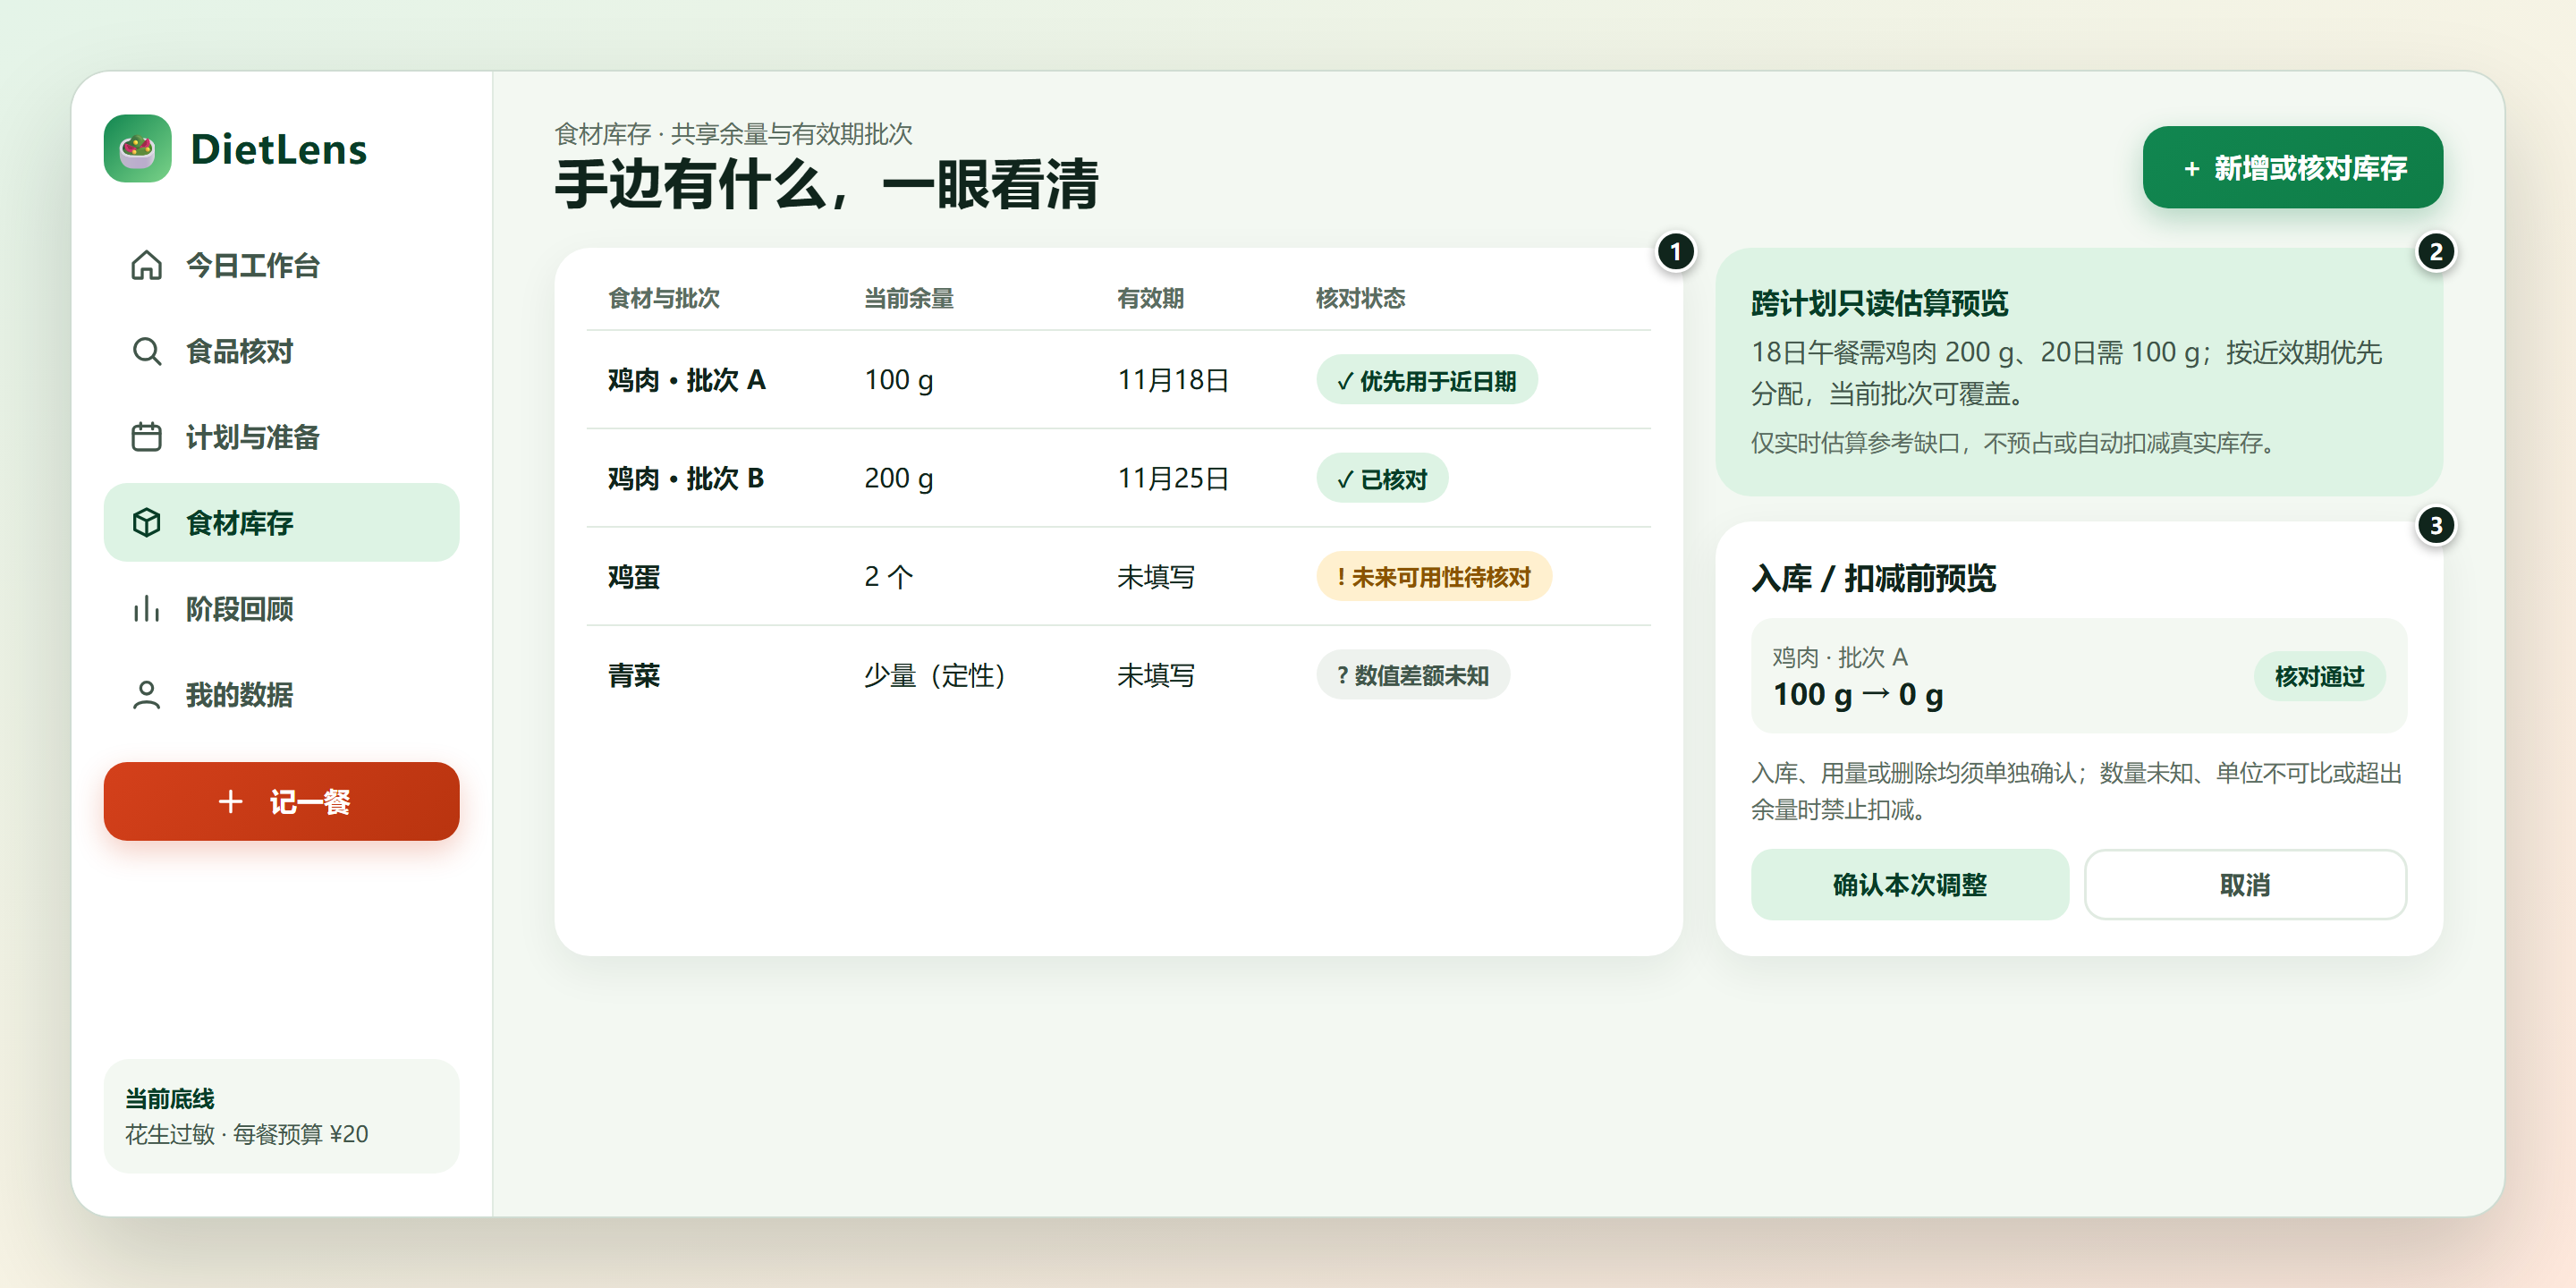 DietLens
今日工作台
食品核对
计划与准备
食材库存
阶段回顾
我的数据
+ 记一餐
当前底线
花生过敏 · 每餐预算 ¥20
食材库存 · 共享余量与有效期批次
手边有什么，一眼看清
+ 新增或核对库存
1
食材与批次 当前余量 有效期 核对状态
鸡肉 • 批次 A 100 g 11月18日 ✓ 优先用于近日期
鸡肉 • 批次 B 200 g 11月25日 ✓ 已核对
鸡蛋 2 个 未填写 ! 未来可用性待核对
青菜 少量（定性） 未填写 ? 数值差额未知
2
跨计划只读估算预览
18日午餐需鸡肉 200 g、20日需 100 g；按近效期优先
分配，当前批次可覆盖。
仅实时估算参考缺口，不预占或自动扣减真实库存。
3
入库 / 扣减前预览
鸡肉 · 批次 A
100 g → 0 g
核对通过
入库、用量或删除均须单独确认；数量未知、单位不可比或超出
余量时禁止扣减。
确认本次调整
取消